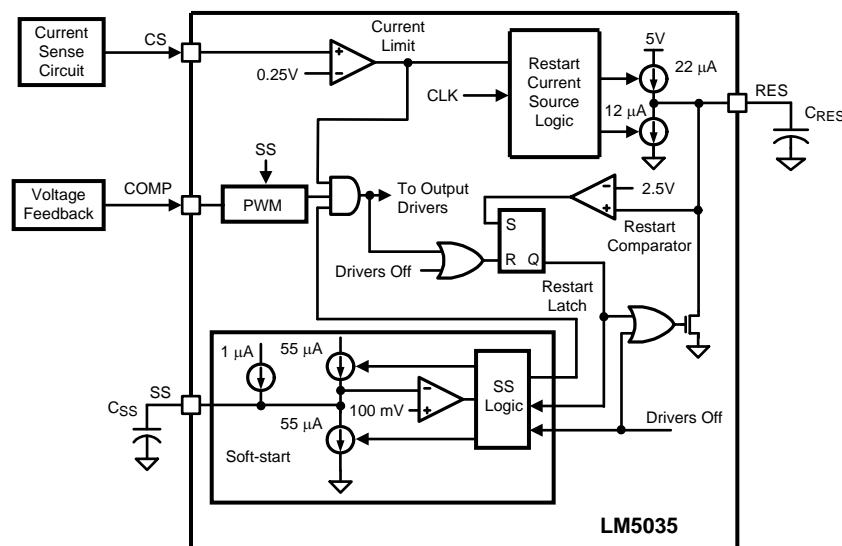 Current
Sense
Circuit
CS
0.25V
Current
Limit
CLK
Restart
Current
Source
Logic
5V
22 μA
12 μA
RES
CRES
Voltage
Feedback
COMP
SS
PWM
To Output
Drivers
Drivers Off
S
R Q
Restart
Latch
2.5V
Restart
Comparator
1 μA
55 μA
SS
CSS
100 mV
55 μA
Soft-start
SS
Logic
Drivers Off
LM5035